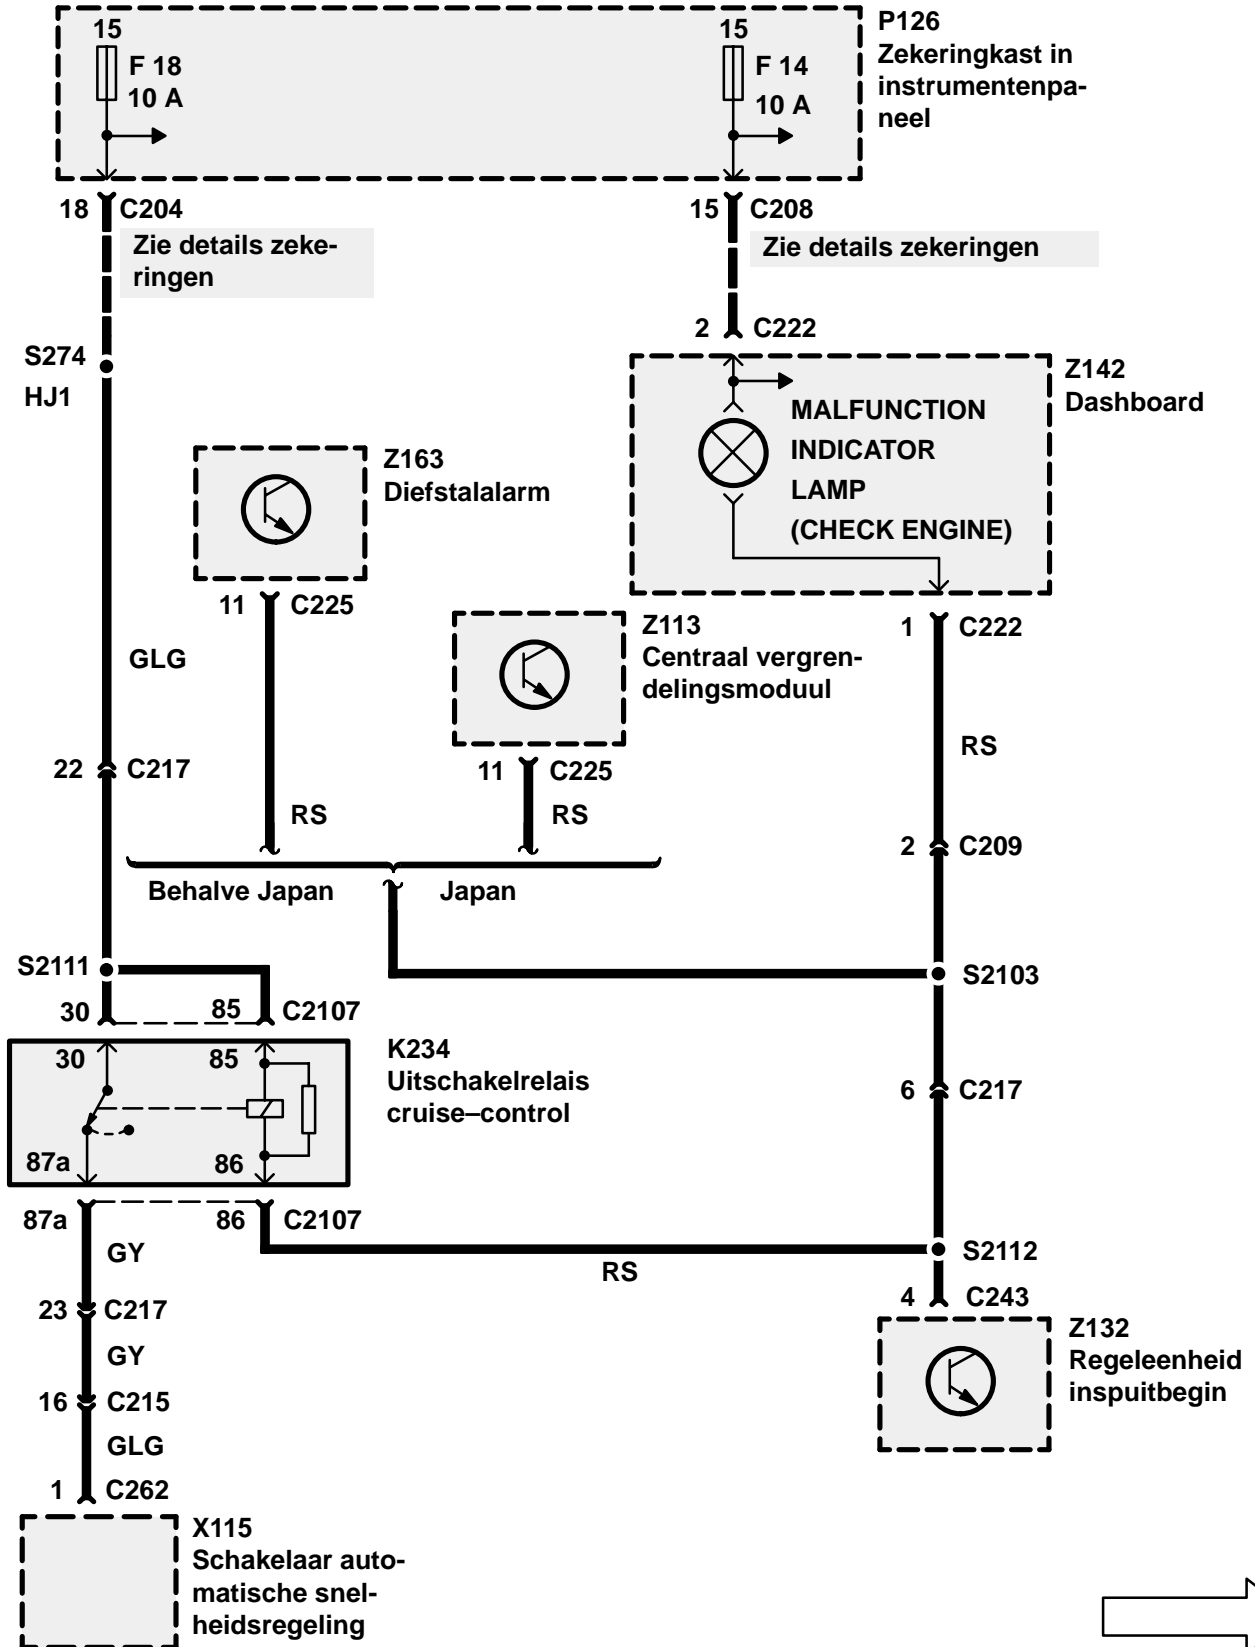 15
F 18
10 A
15
F 14
10 A
P126
Zekeringkast in
instrumentenpa-
neel
18
C204
Zie details zeke-
ringen
15
C208
Zie details zekeringen
2
C222
S274
HJ1
Z142
Dashboard
MALFUNCTION
INDICATOR
LAMP
(CHECK ENGINE)
Z163
Diefstalalarm
11
C225
Z113
Centraal vergren-
delingsmoduul
1
C222
GLG
RS
22
C217
11
C225
RS
RS
2
C209
Behalve Japan
Japan
S2111
S2103
30
85
C2107
30
85
K234
Uitschakelrelais
cruise–control
6
C217
87a
86
87a
86
C2107
GY
RS
S2112
23
C217
4
C243
GY
Z132
Regeleenheid
inspuitbegin
16
C215
GLG
1
C262
X115
Schakelaar auto-
matische snel-
heidsregeling